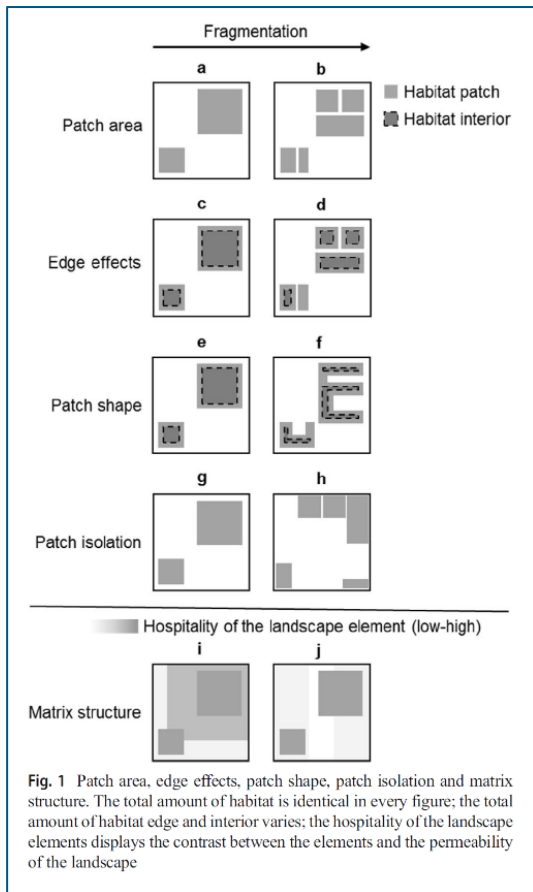 Fragmentation
a b
Habitat patch
Patch area
Habitat interior
c d
Edge effects
e f
Patch shape
g h
Patch isolation
Hospitality of the landscape element (low-high)
i j
Matrix structure
Fig. 1 Patch area, edge effects, patch shape, patch isolation and matrix
structure. The total amount of habitat is identical in every figure; the total
amount of habitat edge and interior varies; the hospitality of the landscape
elements displays the contrast between the elements and the permeability
of the landscape